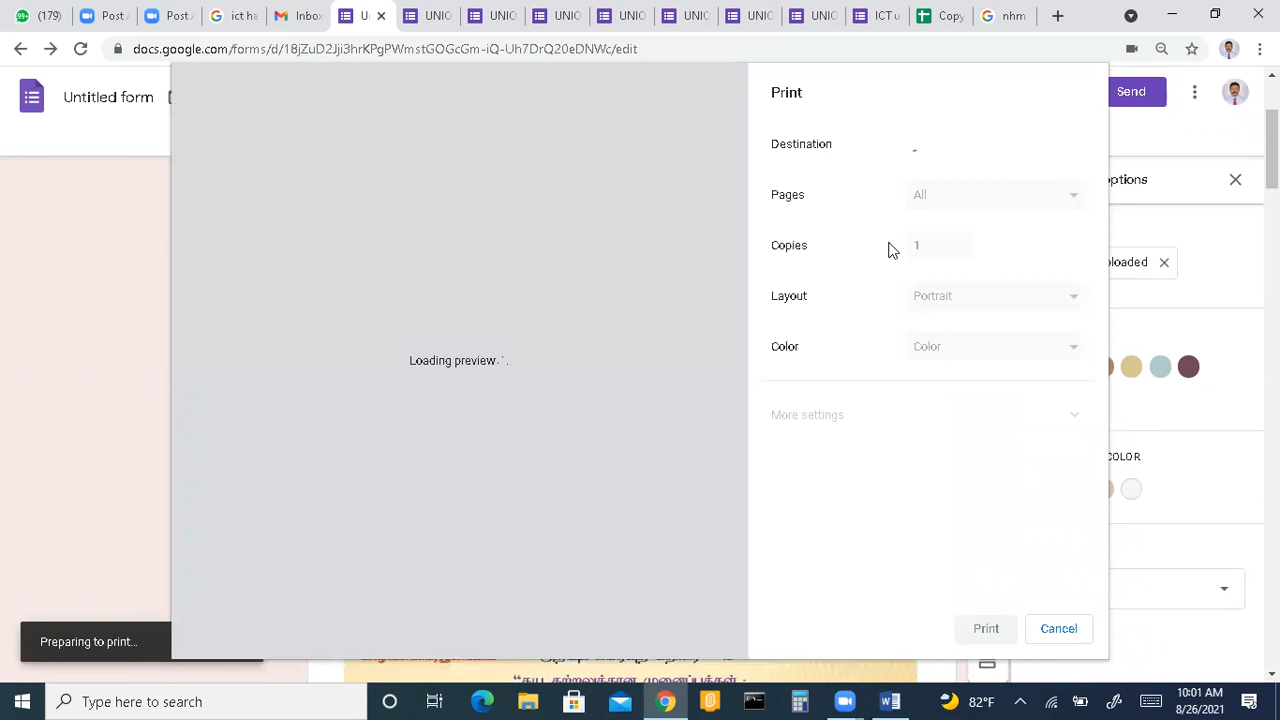 (179)
Post A
Post
ict ha
Inbox
U
UNIC
UNIC
UNIC
UNIC
UNIC
UNIC
UNIC
ICT u
Copy
nhm
docs.google.com/forms/d/18jZuD2Jji3hrKPgPWmstGOGcGm-iQ-Uh7DrQ20eDNWc/edit
Untitled form
Send
Print
Destination
Pages
All
ptions
Copies
1
ploaded
Layout
Portrait
Loading preview
Color
Color
More settings
COLOR
Preparing to print...
Print
Cancel
Type here to search
82°F
10:01 AM
8/26/2021